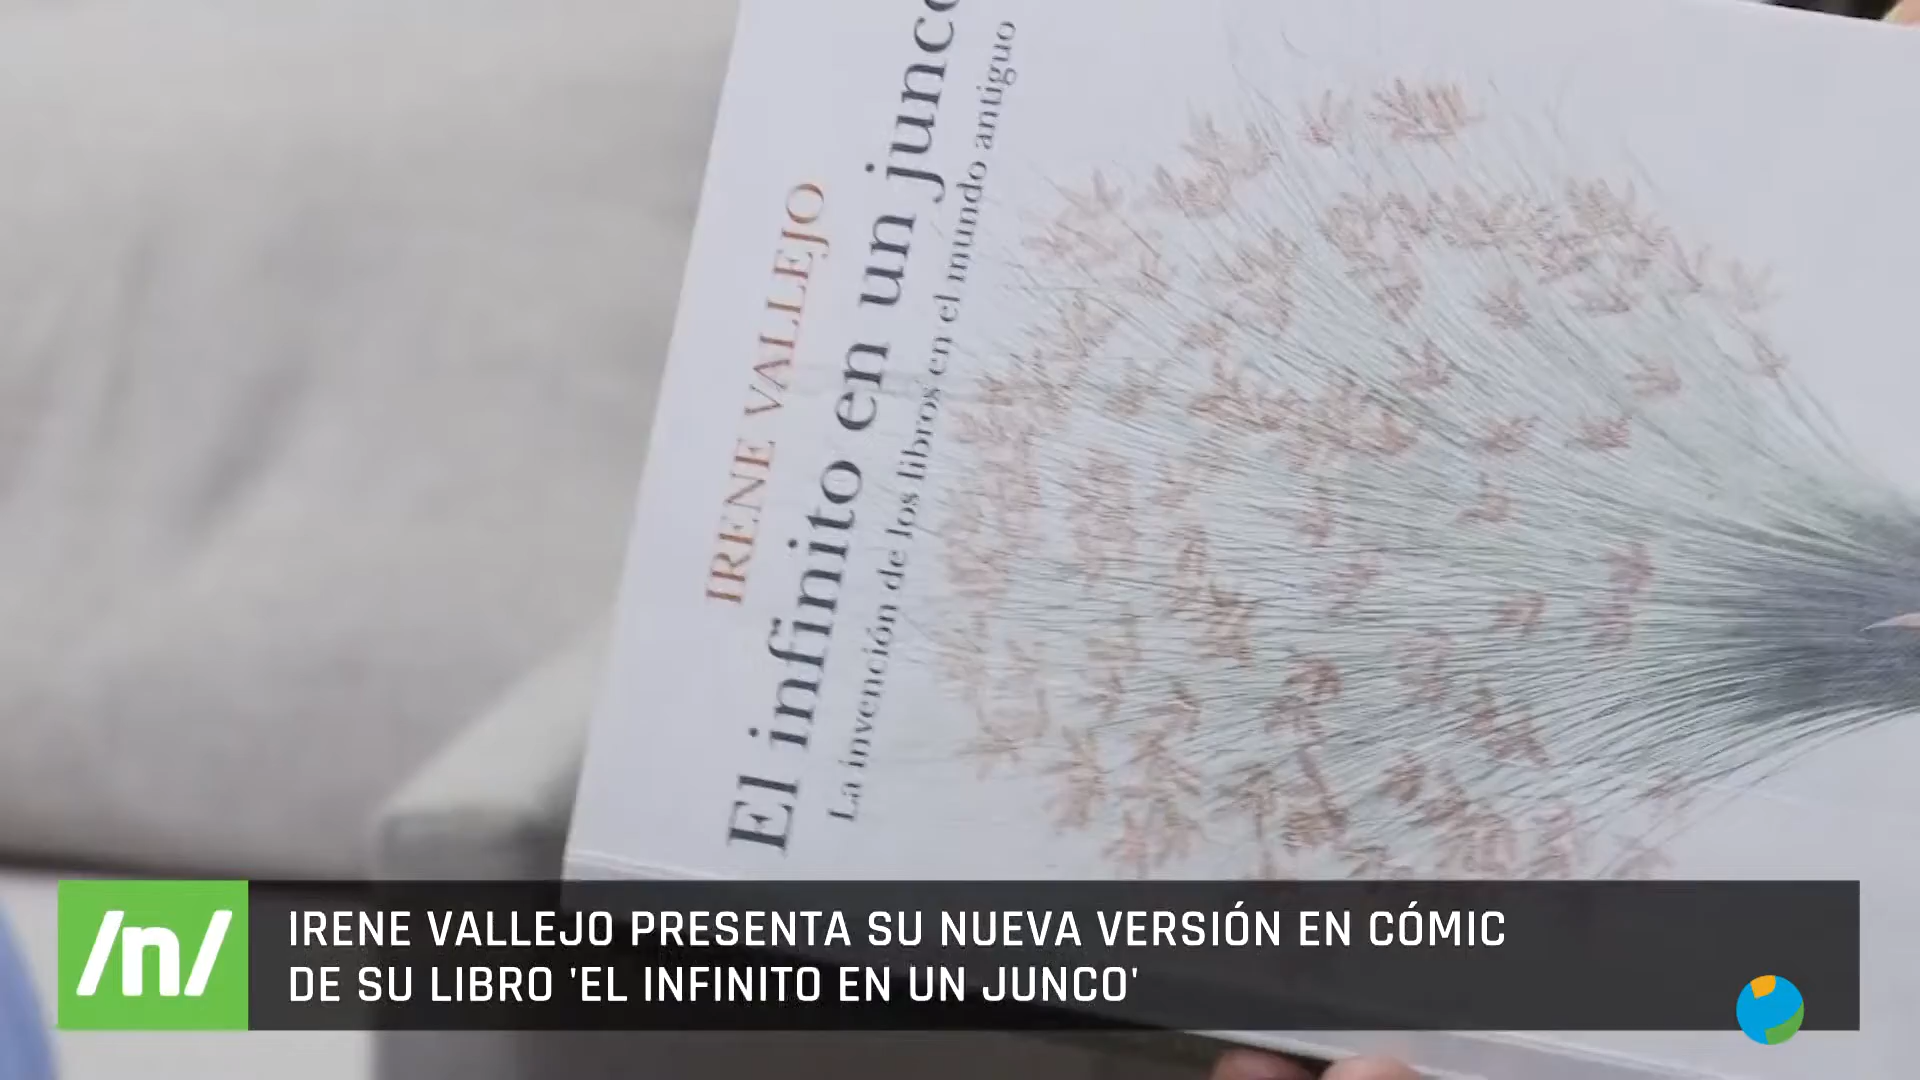 IRENE VALLEJO
El infinito en un junco
La invención de los libros en el mundo antiguo
/n/
IRENE VALLEJO PRESENTA SU NUEVA VERSIÓN EN CÓMIC
DE SU LIBRO 'EL INFINITO EN UN JUNCO'